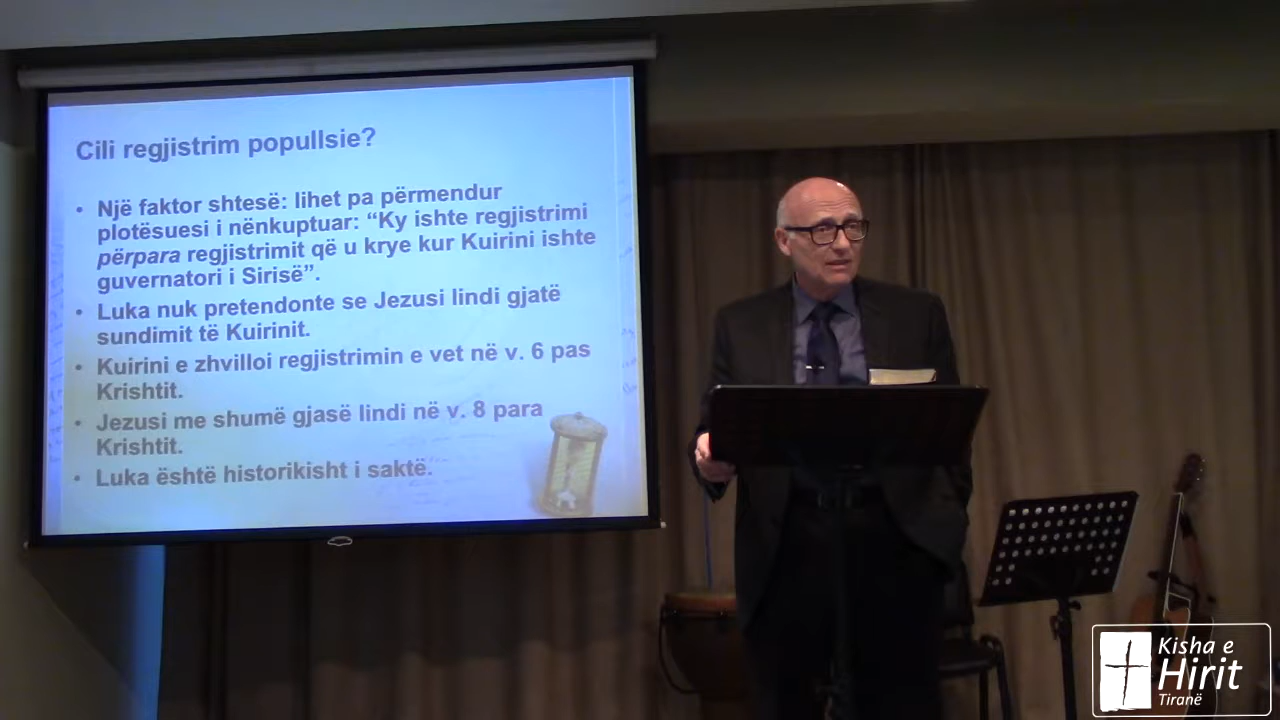 Cili regjistrim popullsie?
• Një faktor shtesë: lihet pa përmendur
plotësuesi i nënkuptuar: “Ky ishte regjistrimi
përpara regjistrimit që u krye kur Kuirini ishte
guvernatori i Sirisë”.
• Luka nuk pretendonte se Jezusi lindi gjatë
sundimit të Kuirinit.
• Kuirini e zhvilloi regjistrimin e vet në v. 6 pas
Krishtit.
• Jezusi me shumë gjasë lindi në v. 8 para
Krishtit.
• Luka është historikisht i saktë.
Kisha e
Hirit
Tiranë